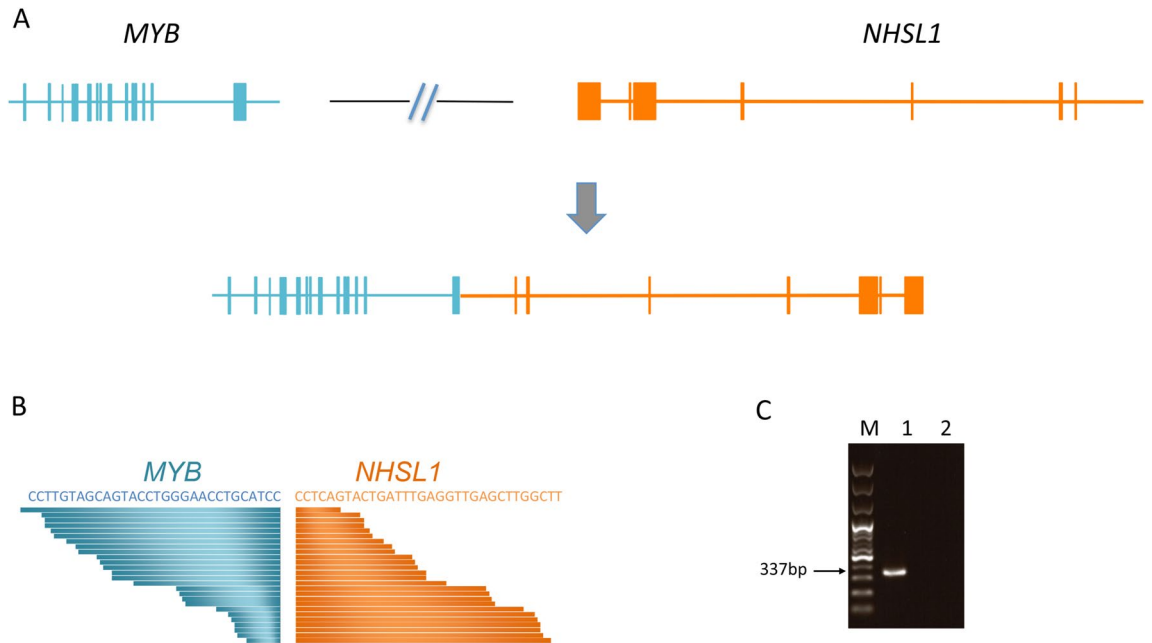 A
MYB
NHSL1
B
MYB
NHSL1
CCTTGTAGCAGTACCTGGGAACCTGCATCC CCTCAGTACTGATTTGAGGTTGAGCTTGGCTT
C
M 1 2
337bp